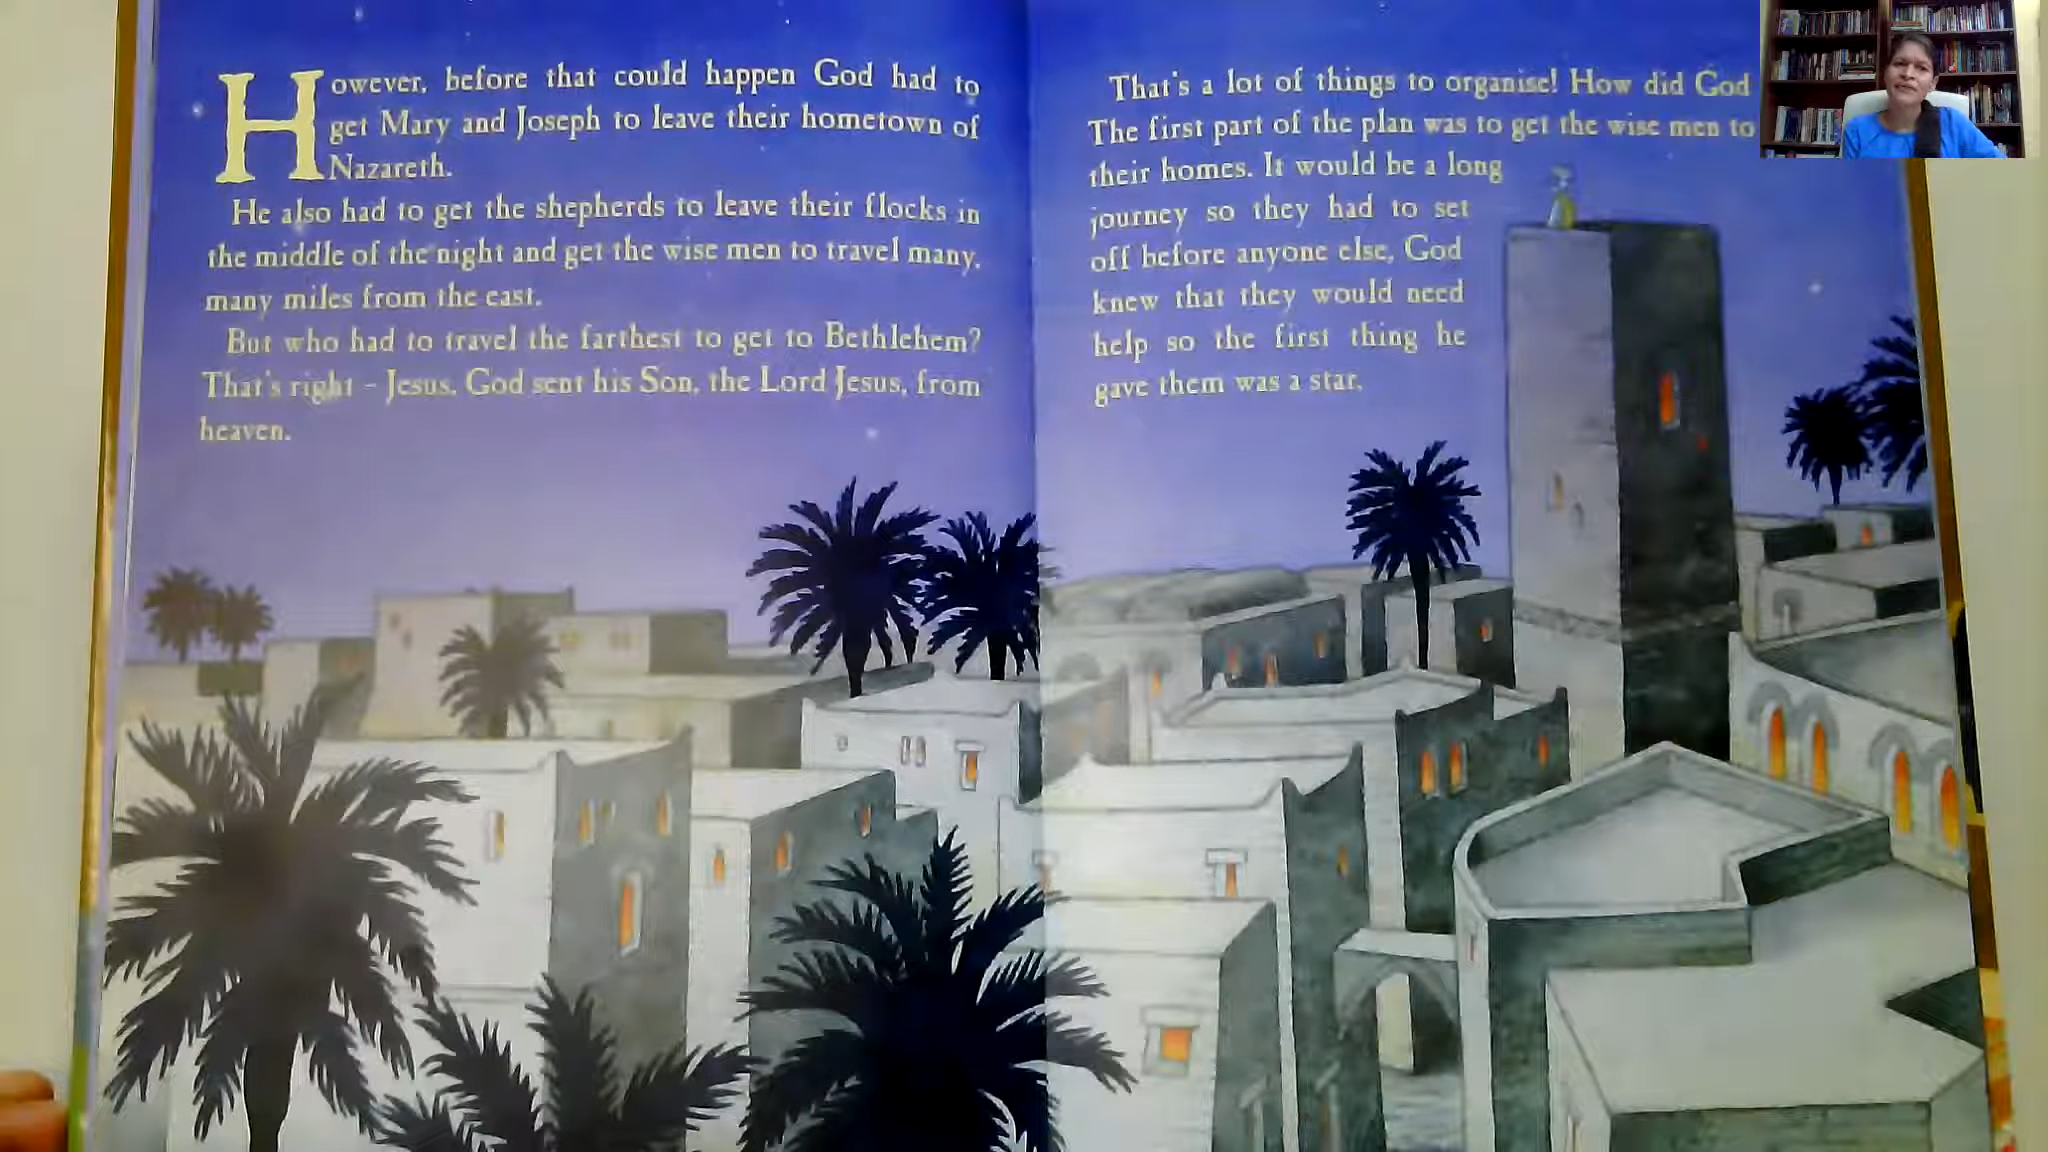 However, before that could happen God had to
get Mary and Joseph to leave their hometown of
Nazareth.
He also had to get the shepherds to leave their flocks in
the middle of the night and get the wise men to travel many,
many miles from the east.
But who had to travel the farthest to get to Bethlehem?
That's right – Jesus. God sent his Son, the Lord Jesus, from
heaven.
That's a lot of things to organise! How did God
The first part of the plan was to get the wise men to
their homes. It would be a long
journey so they had to set
off before anyone else, God
knew that they would need
help so the first thing he
gave them was a star.